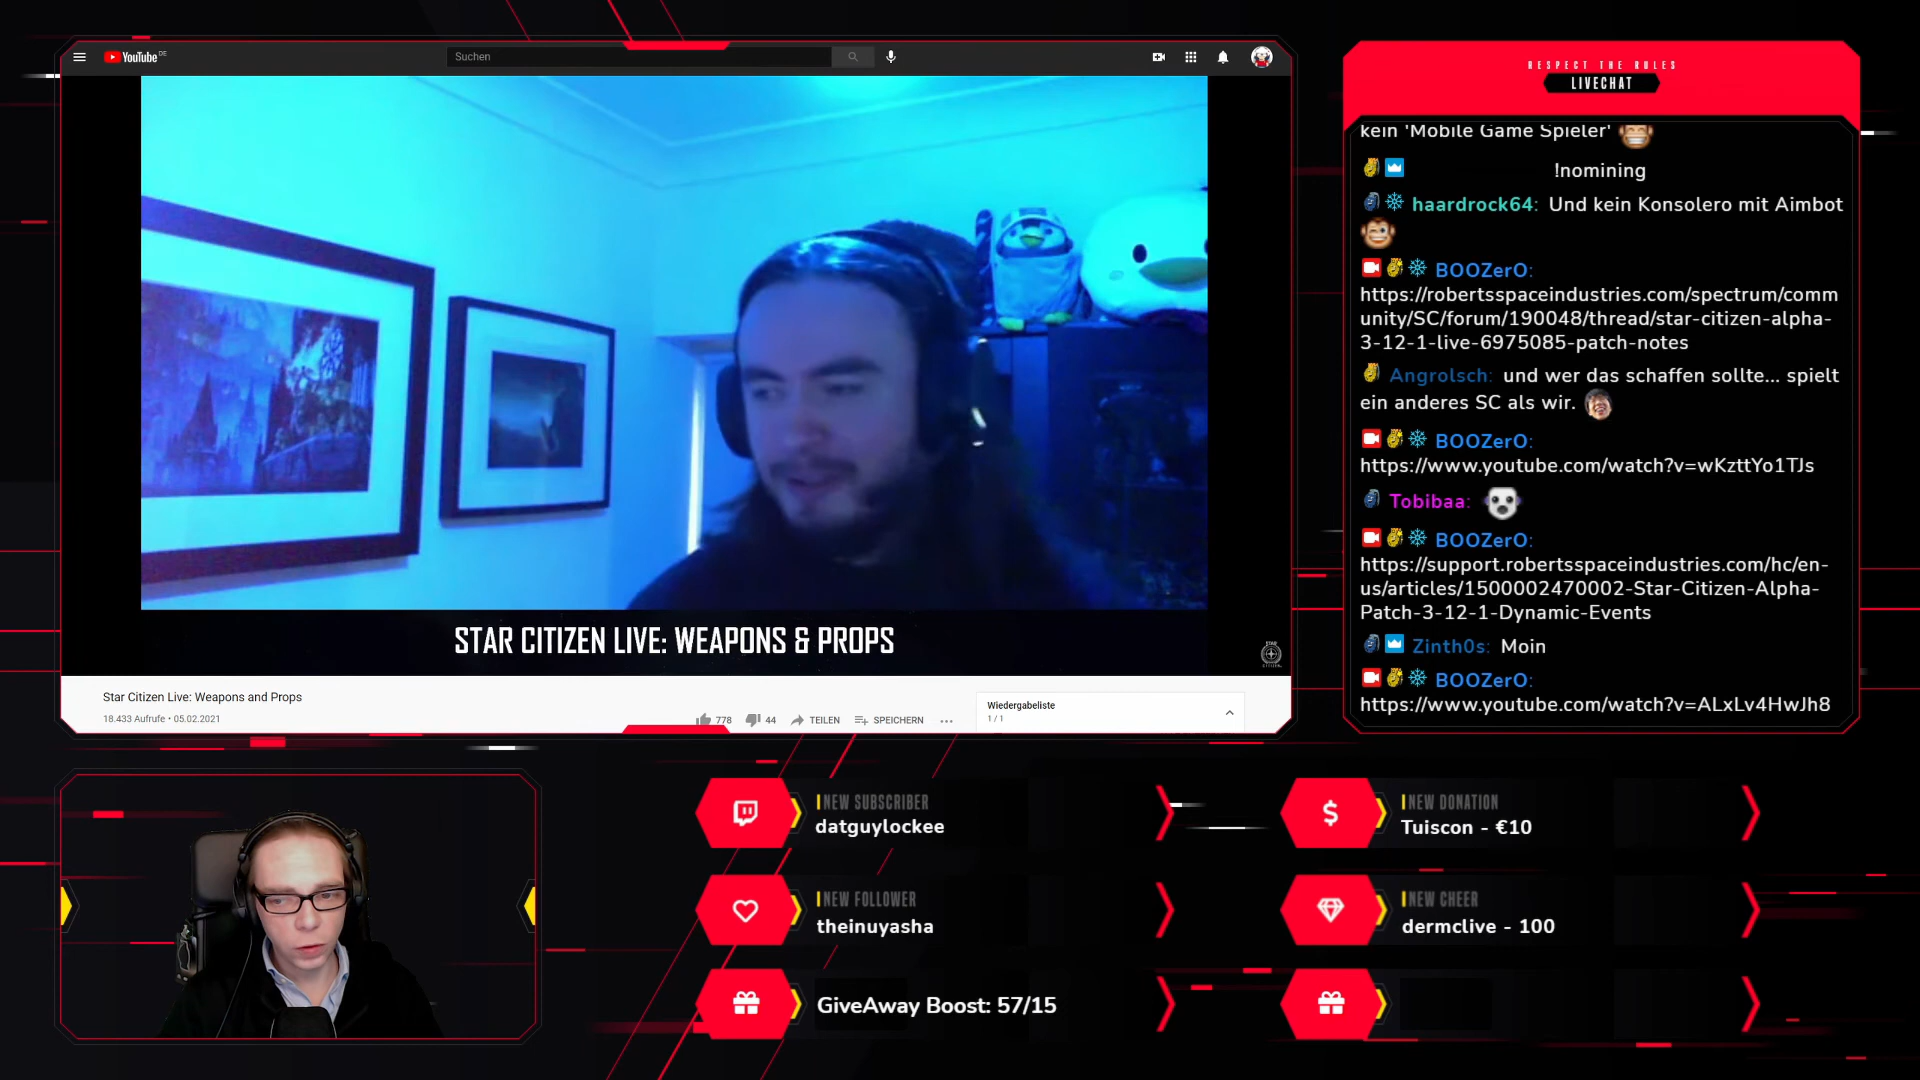 YouTube DE
Suchen
STAR CITIZEN LIVE: WEAPONS & PROPS
Star Citizen Live: Weapons and Props
18.433 Aufrufe • 05.02.2021
778
44
TEILEN
SPEICHERN
Wiedergabeliste
1 / 1
RESPECT THE RULES
LIVECHAT
kein 'Mobile Game Spieler'
!nomining
haardrock64: Und kein Konsolero mit Aimbot
BOOZerO:
https://robertsspaceindustries.com/spectrum/comm
unity/SC/forum/190048/thread/star-citizen-alpha-
3-12-1-live-6975085-patch-notes
Angrolsch: und wer das schaffen sollte... spielt
ein anderes SC als wir.
BOOZerO:
https://www.youtube.com/watch?v=wKzttYo1TJs
Tobibaa:
BOOZerO:
https://support.robertsspaceindustries.com/hc/en-
us/articles/1500002470002-Star-Citizen-Alpha-
Patch-3-12-1-Dynamic-Events
Zinth0s: Moin
BOOZerO:
https://www.youtube.com/watch?v=ALxLv4HwJh8
NEW SUBSCRIBER
datguylockee
NEW DONATION
Tuiscon - €10
NEW FOLLOWER
theinuyasha
NEW CHEER
dermclive - 100
GiveAway Boost: 57/15